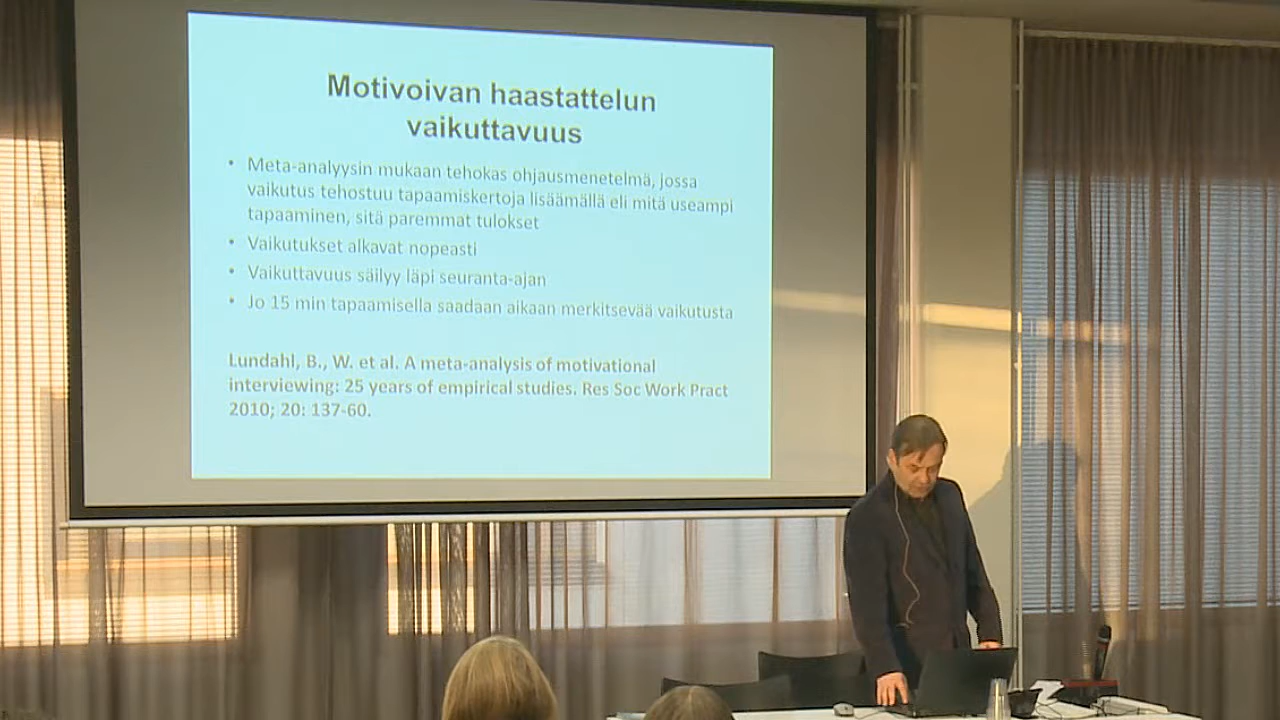 Motivoivan haastattelun
vaikuttavuus
• Meta-analyysin mukaan tehokas ohjausmenetelmä, jossa
vaikutus tehostuu tapaamiskertoja lisäämällä eli mitä useampi
tapaaminen, sitä paremmat tulokset
• Vaikutukset alkavat nopeasti
• Vaikuttavuus säilyy läpi seuranta-ajan
• Jo 15 min tapaamisella saadaan aikaan merkitsevää vaikutusta
Lundahl, B., W. et al. A meta-analysis of motivational
interviewing: 25 years of empirical studies. Res Soc Work Pract
2010; 20: 137-60.